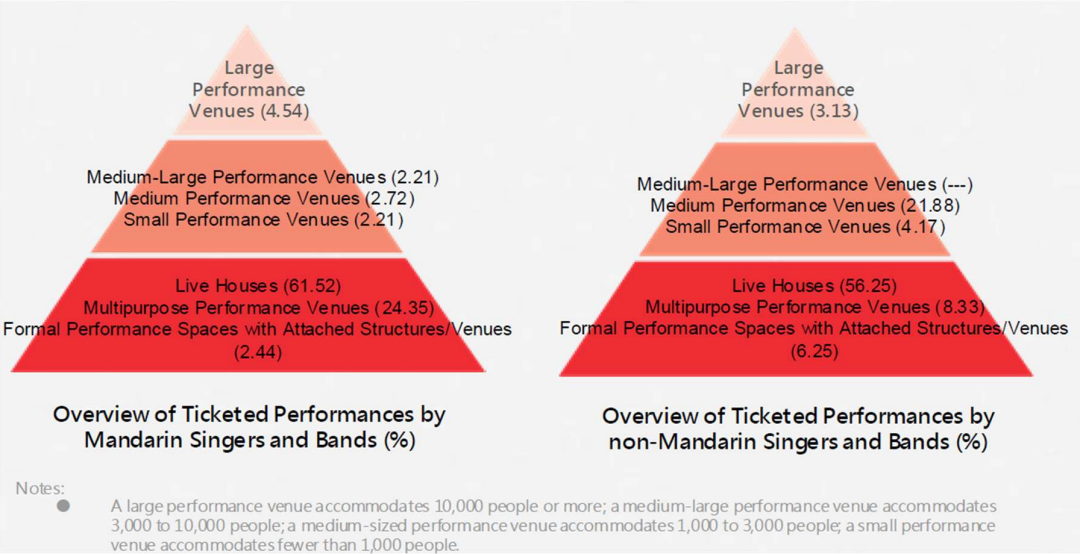 Large
Performance
Venues (4.54)
Medium-Large Performance Venues (2.21)
Medium Performance Venues (2.72)
Small Performance Venues (2.21)
Live Houses (61.52)
Multipurpose Performance Venues (24.35)
Formal Performance Spaces with Attached Structures/Venues
(2.44)
Overview of Ticketed Performances by
Mandarin Singers and Bands (%)
Large
Performance
Venues (3.13)
Medium-Large Performance Venues (---)
Medium Performance Venues (21.88)
Small Performance Venues (4.17)
Live Houses (56.25)
Multipurpose Performance Venues (8.33)
Formal Performance Spaces with Attached Structures/Venues
(6.25)
Overview of Ticketed Performances by
non-Mandarin Singers and Bands (%)
Notes:
A large performance venue accommodates 10,000 people or more; a medium-large performance venue accommodates
3,000 to 10,000 people; a medium-sized performance venue accommodates 1,000 to 3,000 people; a small performance
venue accommodates fewer than 1,000 people.